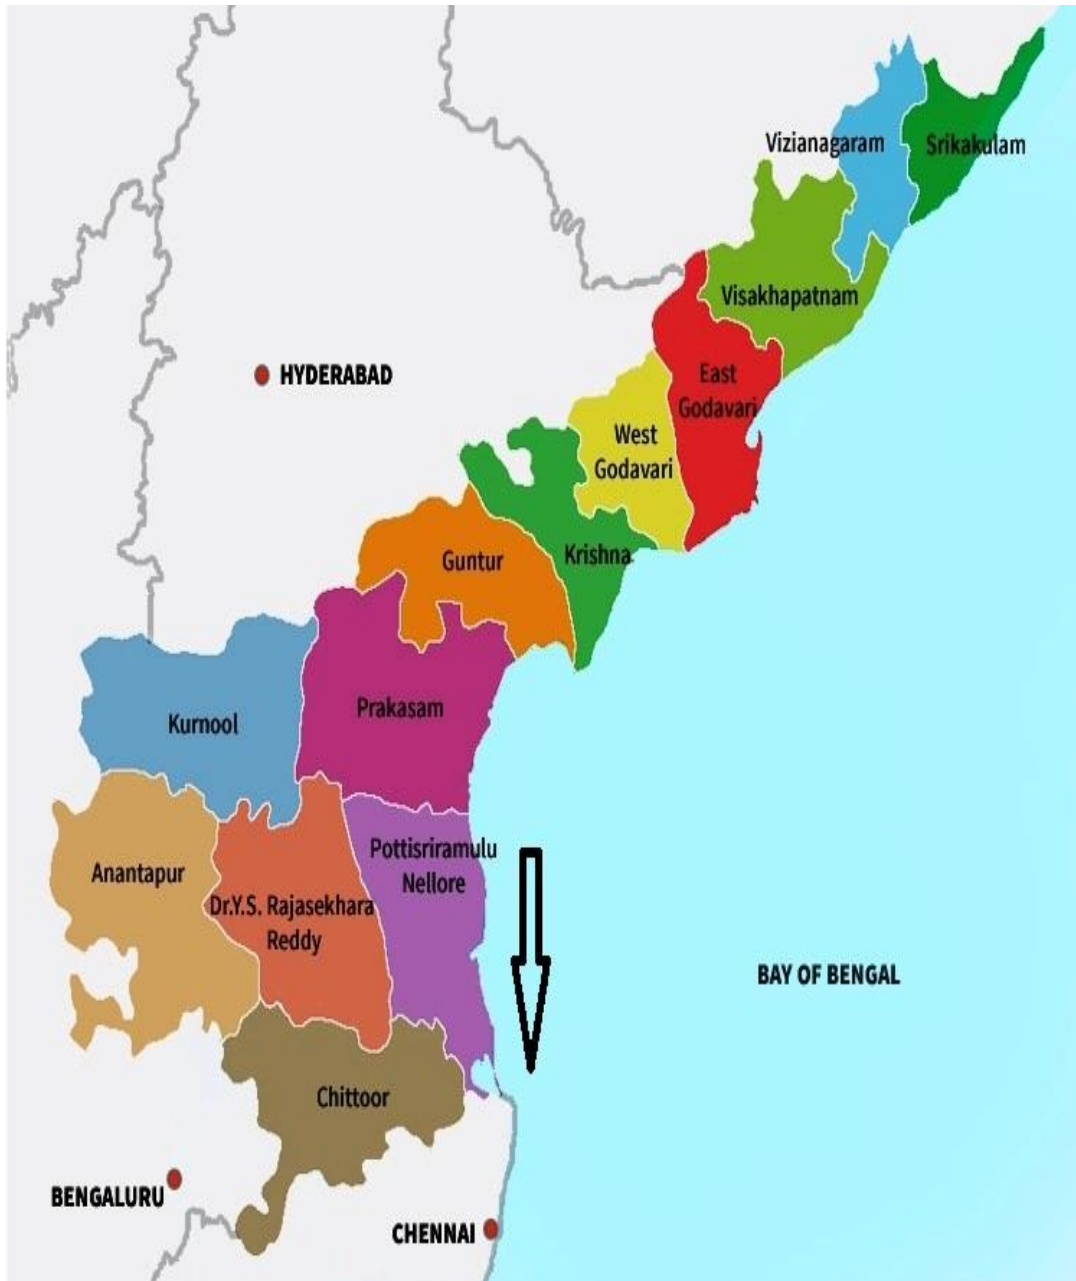 Vizianagaram
Srikakulam
Visakhapatnam
HYDERABAD
East
Godavari
West
Godavari
Krishna
Guntur
Prakasam
Kurnool
Pottisriramulu
Nellore
Anantapur
Dr.Y.S. Rajasekhara
Reddy
BAY OF BENGAL
Chittoor
BENGALURU
CHENNAI